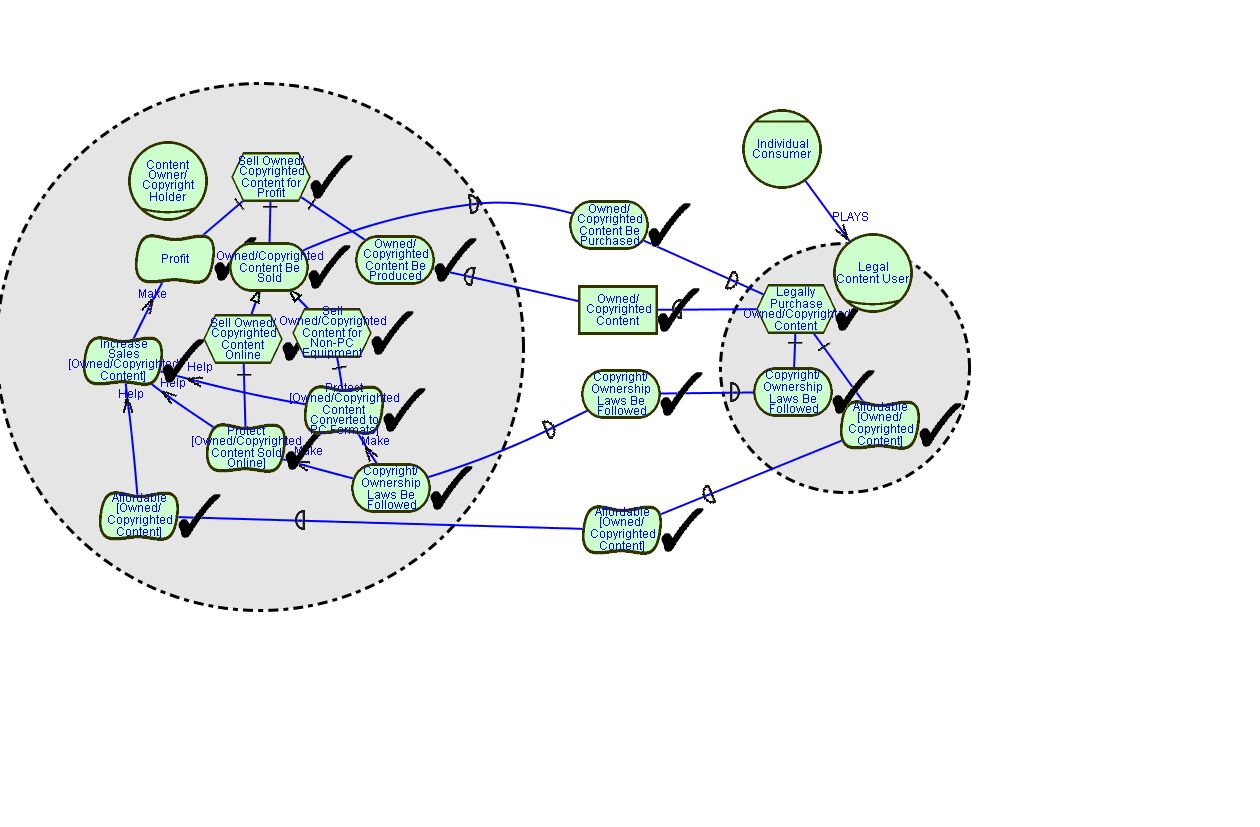 Content
Owner/
Copyright
Holder
Sell Owned/
Copyrighted
Content for
Profit
Profit
Owned/Copyrighted
Content Be
Sold
Owned/
Copyrighted
Content Be
Produced
Make
Sell Owned/
Copyrighted
Content
Online
Sell
Owned/Copyrighted
Content for
Non-PC
Equipment
Increase
Sales
[Owned/Copyrighted
Content]
Help
Help
Help
Protect
[Owned/Copyrighted
Content
Converted to
PC Formats]
Protect
[Owned/Copyrighted
Content Sold
Online]
Make
Make
Copyright/
Ownership
Laws Be
Followed
Affordable
[Owned/
Copyrighted
Content]
Owned/
Copyrighted
Content Be
Purchased
Owned/
Copyrighted
Content
Copyright/
Ownership
Laws Be
Followed
Affordable
[Owned/
Copyrighted
Content]
Individual
Consumer
PLAYS
Legal
Content User
Legally
Purchase
Owned/Copyrighted
Content
Copyright/
Ownership
Laws Be
Followed
Affordable
[Owned/
Copyrighted
Content]